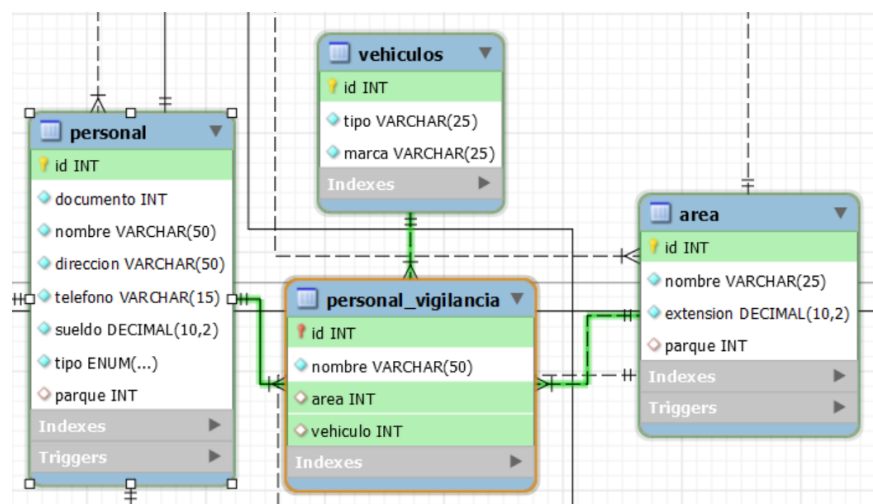 vehiculos
id INT
tipo VARCHAR(25)
marca VARCHAR(25)
Indexes
personal
id INT
documento INT
nombre VARCHAR(50)
direccion VARCHAR(50)
telefono VARCHAR(15)
sueldo DECIMAL(10,2)
tipo ENUM(...)
parque INT
Indexes
Triggers
personal_vigilancia
id INT
nombre VARCHAR(50)
area INT
vehiculo INT
Indexes
area
id INT
nombre VARCHAR(25)
extension DECIMAL(10,2)
parque INT
Indexes
Triggers